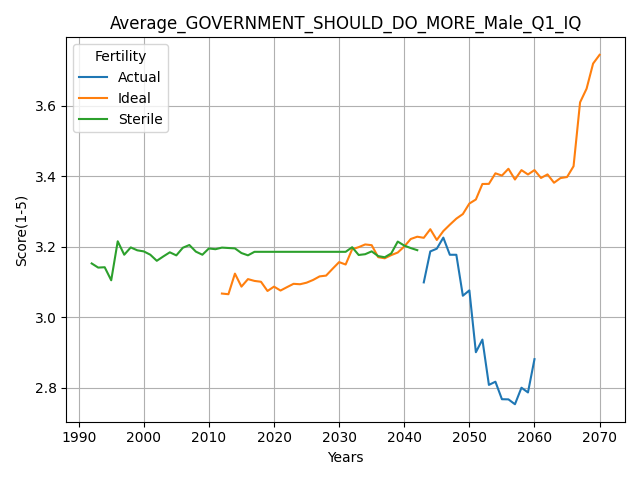 Average_GOVERNMENT_SHOULD_DO_MORE_Male_Q1_IQ
Fertility
Actual
Ideal
Sterile
Score(1-5)
3.6
3.4
3.2
3.0
2.8
1990 2000 2010 2020 2030 2040 2050 2060 2070
Years